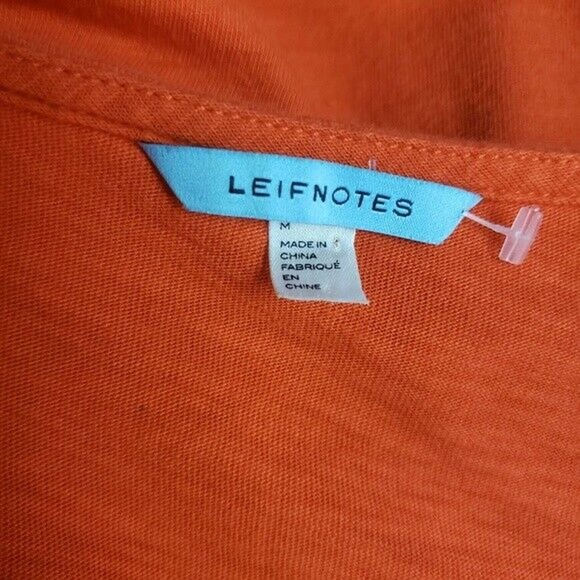 LEIFNOTES
M
MADE IN
CHINA
FABRIQUÉ
EN
CHINE